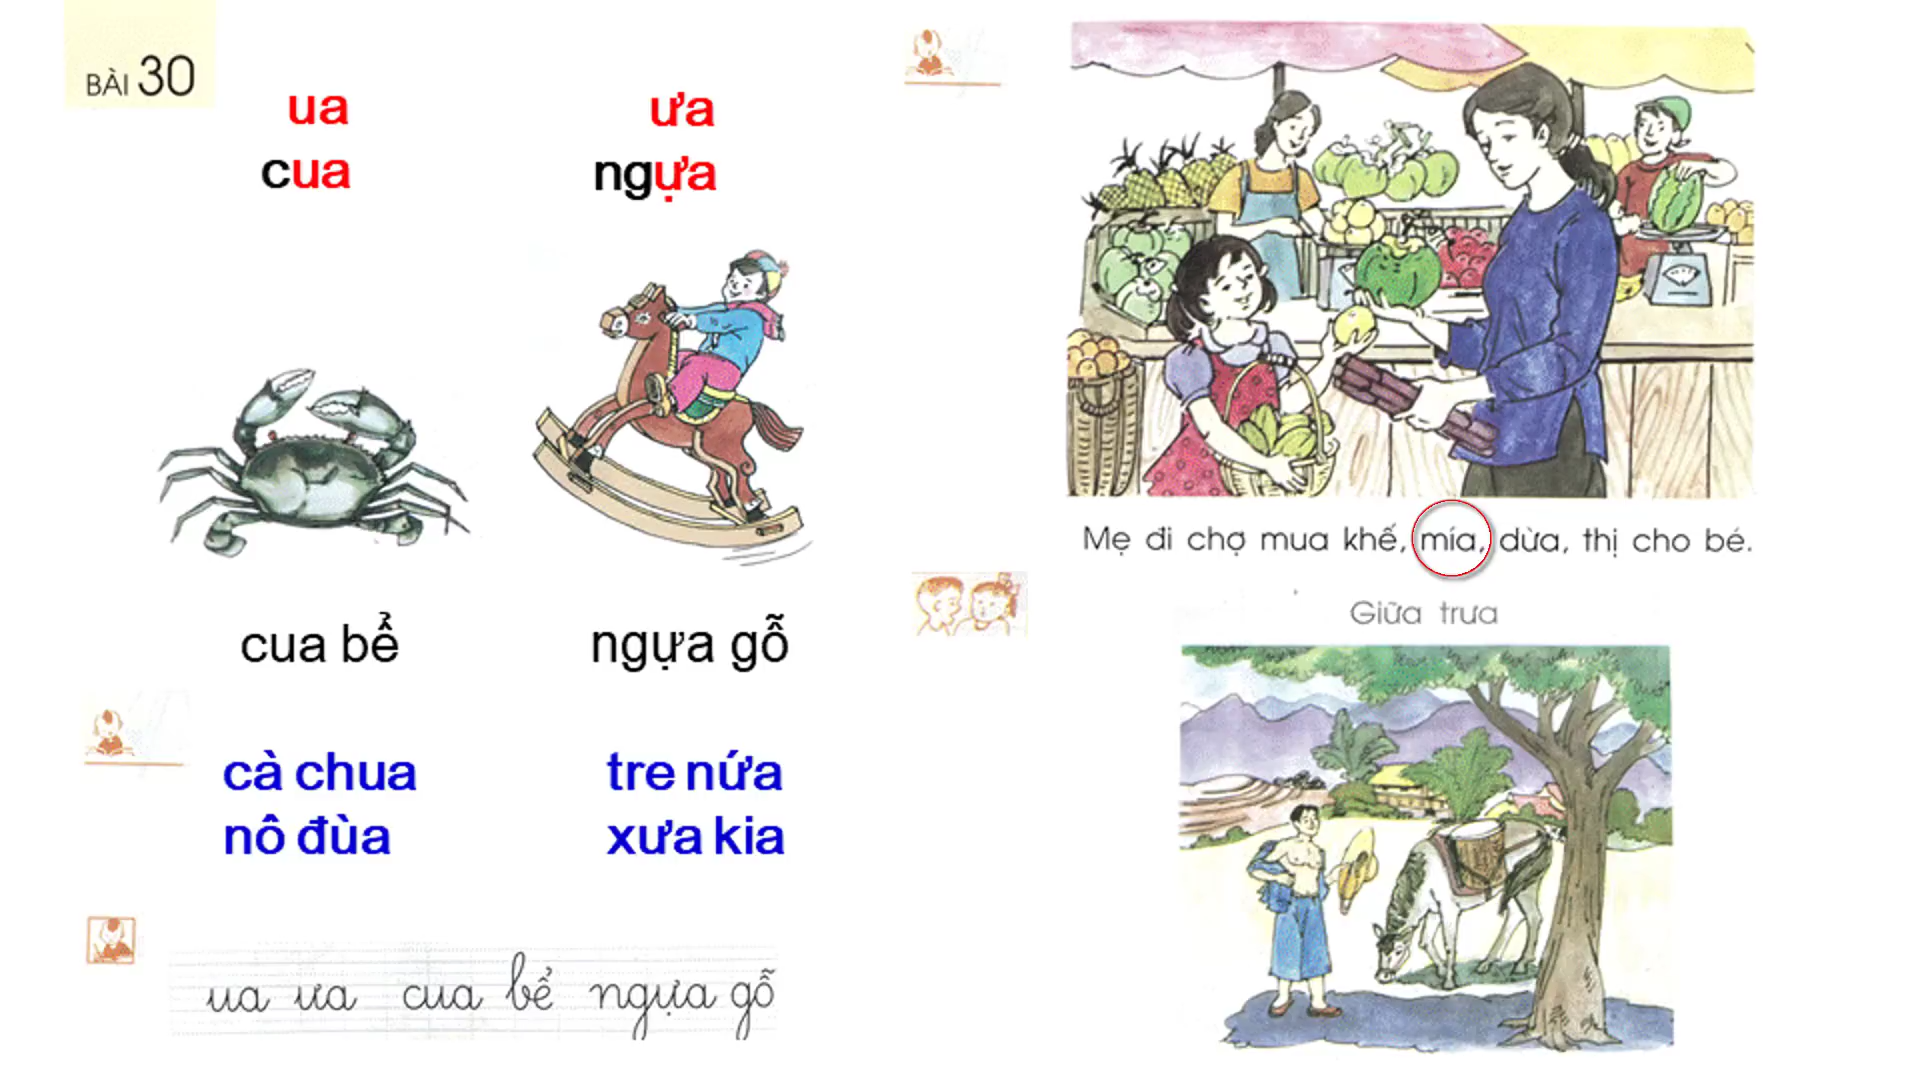 BÀI 30
ua ưa
cua ngựa
cua bể ngựa gỗ
cà chua tre nứa
nô đùa xưa kia
ua ưa cua bể ngựa gỗ
Mẹ đi chợ mua khế, mía, dừa, thị cho bé.
Giữa trưa